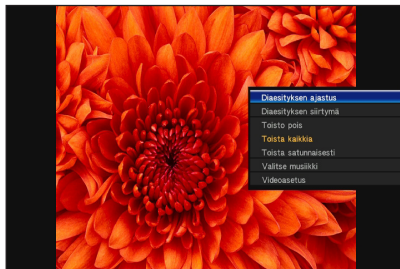 Diaesityksen ajastus
Diaesityksen siirtymä
Toisto pois
Toista kaikkia
Toista satunnaisesti
Valitse musiikki
Videoasetus